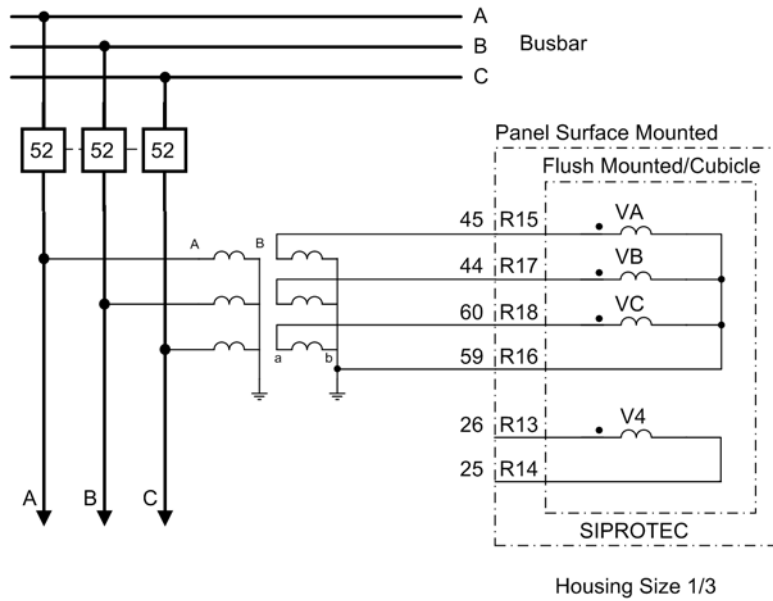 A
B
Busbar
C
52
52
52
Panel Surface Mounted
Flush Mounted/Cubicle
45 R15 VA
A B
44 R17 VB
60 R18 VC
a b
59 R16
26 R13 V4
25 R14
A B C
SIPROTEC
Housing Size 1/3